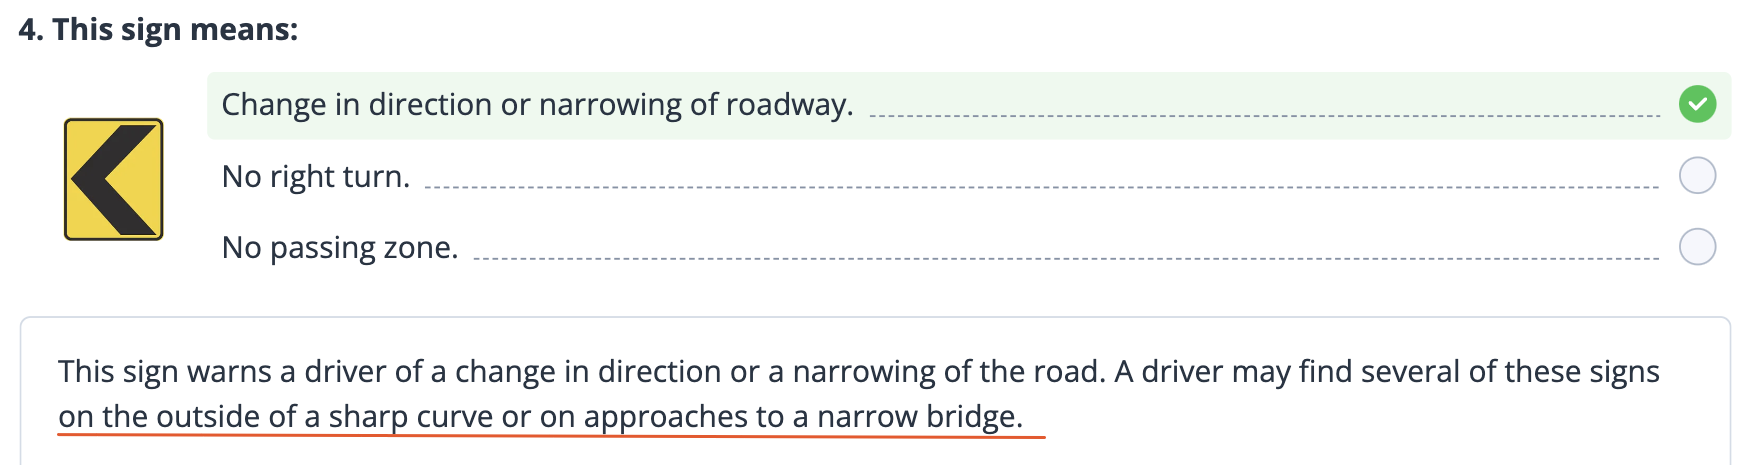 4. This sign means:
Change in direction or narrowing of roadway.
No right turn.
No passing zone.
This sign warns a driver of a change in direction or a narrowing of the road. A driver may find several of these signs
on the outside of a sharp curve or on approaches to a narrow bridge.